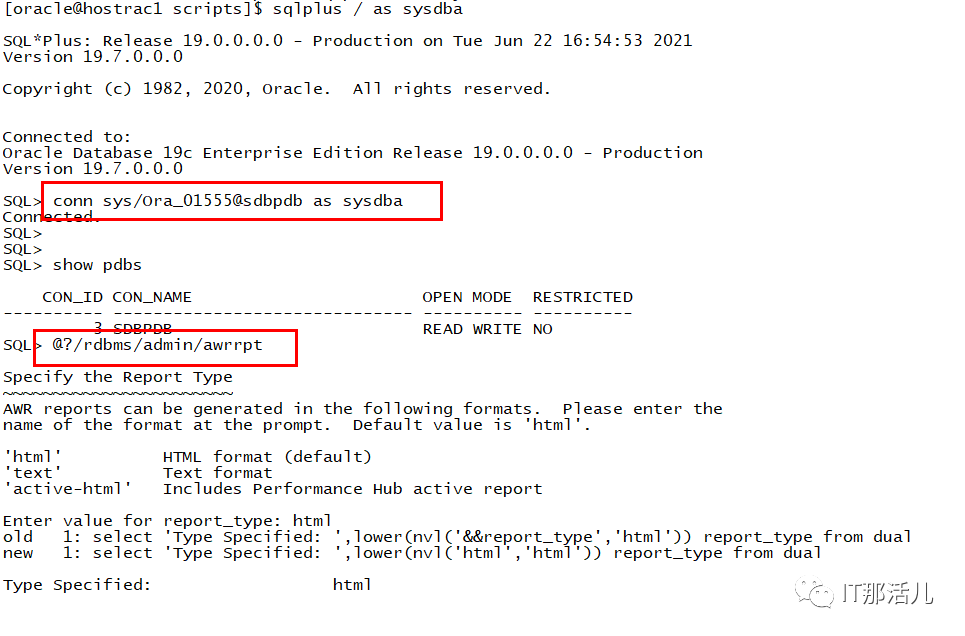 [oracle@hostrac1 scripts]$ sqlplus / as sysdba
SQL*Plus: Release 19.0.0.0.0 - Production on Tue Jun 22 16:54:53 2021
Version 19.7.0.0.0
Copyright (c) 1982, 2020, Oracle.  All rights reserved.
Connected to:
Oracle Database 19c Enterprise Edition Release 19.0.0.0.0 - Production
Version 19.7.0.0.0
SQL> conn sys/Ora_01555@sdbpdb as sysdba
Connected.
SQL>
SQL>
SQL> show pdbs
    CON_ID CON_NAME                       OPEN MODE  RESTRICTED
---------- ------------------------------ ---------- ----------
         3 SDBPDB                         READ WRITE NO
SQL> @?/rdbms/admin/awrrpt
Specify the Report Type
~~~~~~~~~~~~~~~~~~~~~~~
AWR reports can be generated in the following formats.  Please enter the
name of the format at the prompt.  Default value is 'html'.
'html'          HTML format (default)
'text'          Text format
'active-html'   Includes Performance Hub active report
Enter value for report_type: html
old   1: select 'Type Specified: ',lower(nvl('&&report_type','html')) report_type from dual
new   1: select 'Type Specified: ',lower(nvl('html','html')) report_type from dual
Type Specified:                  html
IT那活儿